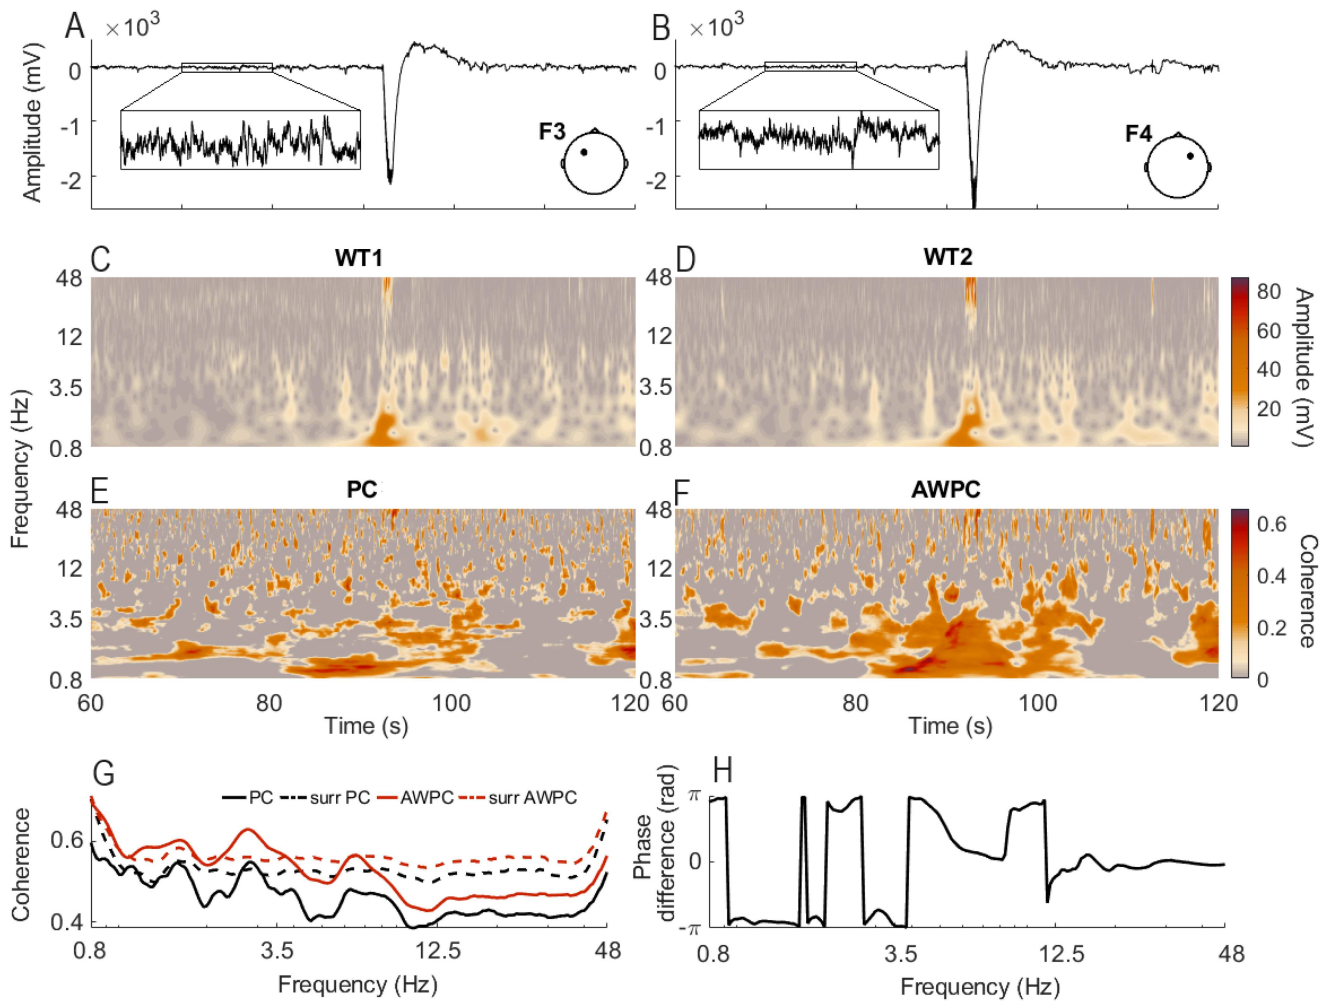 A ×10³
B ×10³
Amplitude (mV)
0
-1
-2
F3
0
-1
-2
F4
C WT1
D WT2
Frequency (Hz)
48
12
3.5
0.8
48
12
3.5
0.8
80
60
40
20
Amplitude (mV)
E PC
F AWPC
48
12
3.5
0.8
48
12
3.5
0.8
0.6
0.4
0.2
0
Coherence
60 80 100 120
Time (s)
60 80 100 120
Time (s)
G
PC surr PC AWPC surr AWPC
Coherence
0.6
0.4
0.8 3.5 12.5 48
Frequency (Hz)
H
Phase
difference (rad)
π
0
-π
0.8 3.5 12.5 48
Frequency (Hz)